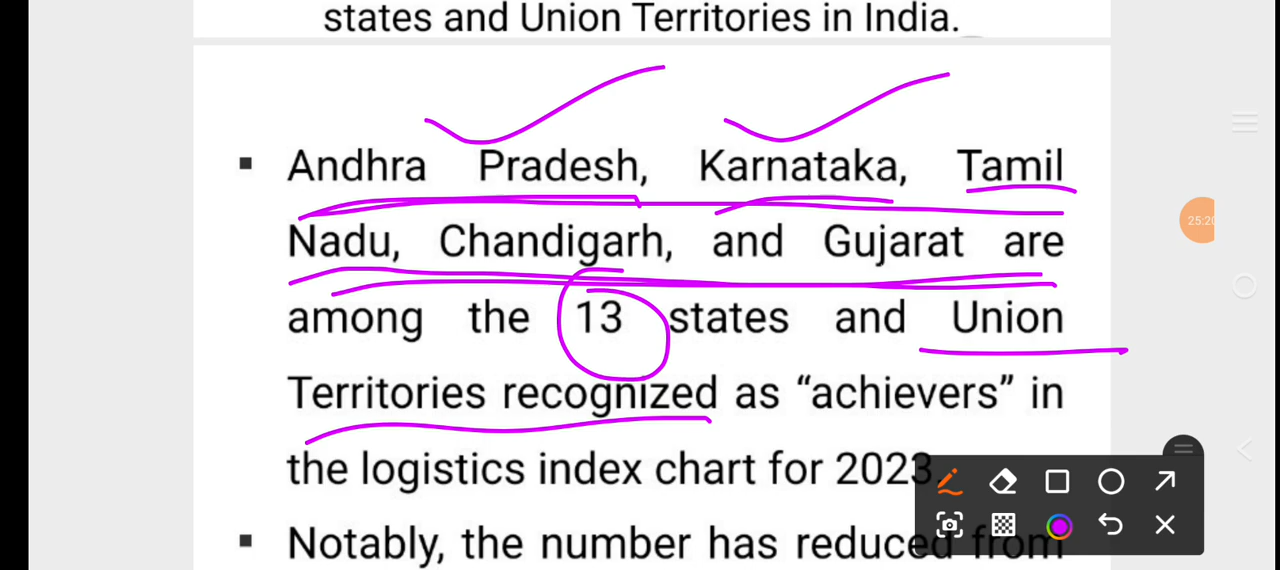 states and Union Territories in India.
▪ Andhra Pradesh, Karnataka, Tamil
Nadu, Chandigarh, and Gujarat are
among the 13 states and Union
Territories recognized as “achievers” in
the logistics index chart for 2023
▪ Notably, the number has reduced from
25:20